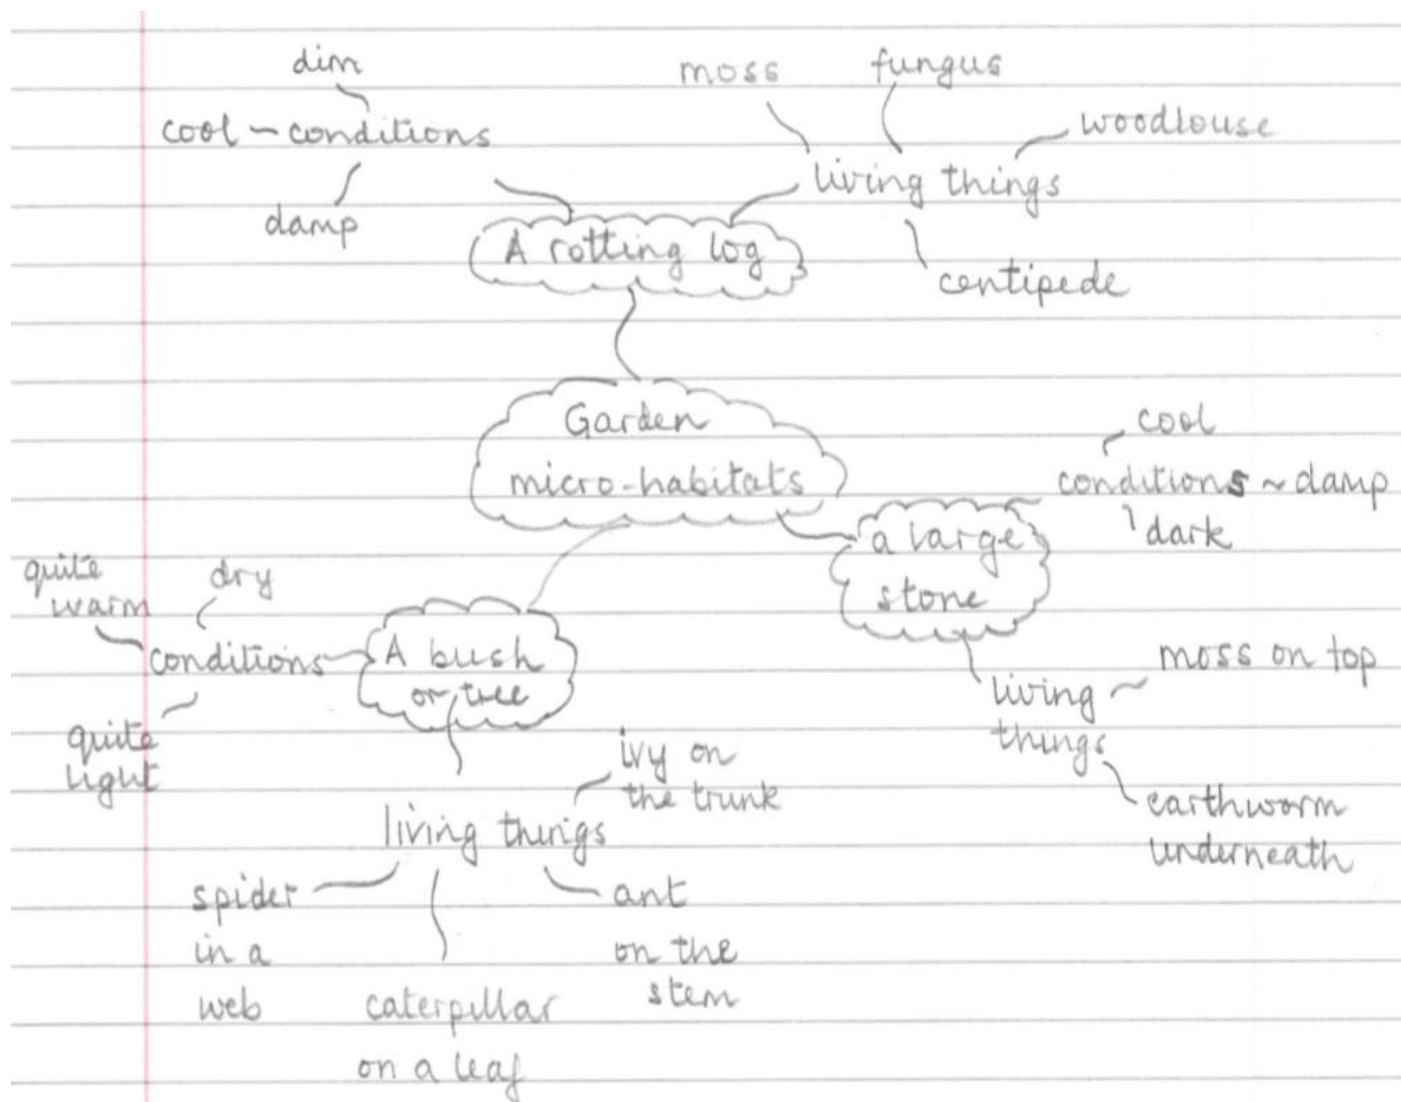 dim
cool - conditions
damp
moss
fungus
woodlouse
living things
centipede
A rotting log
Garden
micro-habitats
cool
conditions ~ damp
dark
a large
stone
moss on top
living
things
earthworm
underneath
quite
warm
dry
conditions
quite
light
A bush
or tree
ivy on
the trunk
living things
spider
in a
web
caterpillar
on a leaf
ant
on the
stem